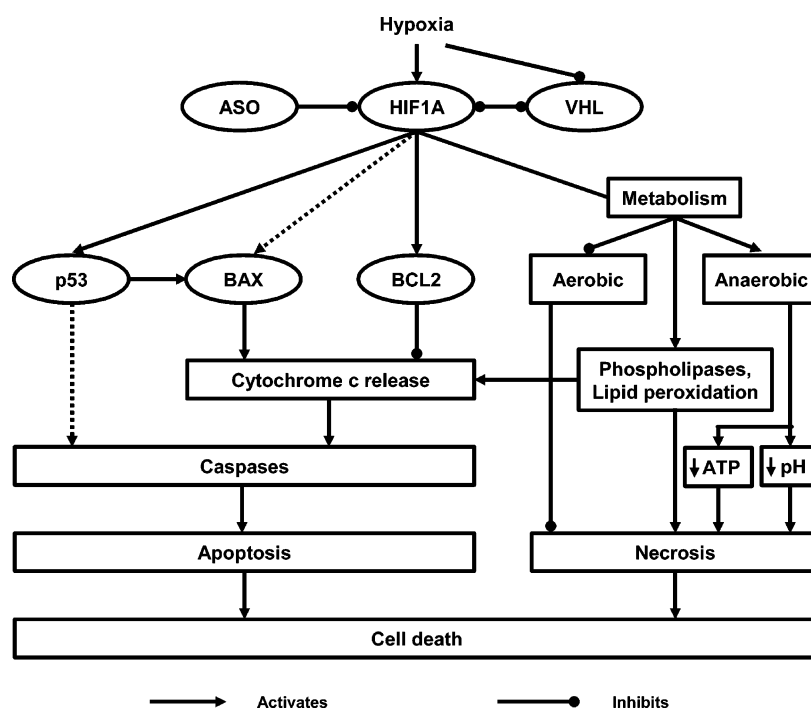 Hypoxia
ASO
HIF1A
VHL
Metabolism
p53
BAX
BCL2
Aerobic
Anaerobic
Cytochrome c release
Phospholipases,
Lipid peroxidation
Caspases
↓ATP
↓pH
Apoptosis
Necrosis
Cell death
Activates
Inhibits